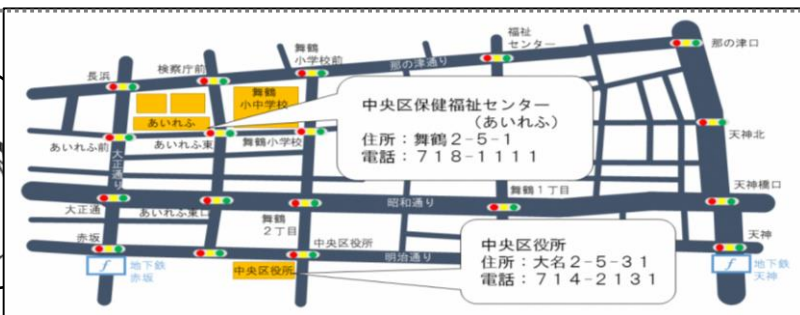 福祉
センター
那の津口
舞鶴
小学校前
那の津通り
検察庁前
長浜
舞鶴
小中学校
あいれふ
中央区保健福祉センター
(あいれふ)
住所:舞鶴2-5-1
電話:718-1111
天神北
あいれふ前
あいれふ東
舞鶴小学校
大正通り
舞鶴1丁目
天神橋口
大正通
あいれふ東口
昭和通り
舞鶴
2丁目
赤坂
中央区役所
明治通り
天神
地下鉄
赤坂
中央区役所
中央区役所
住所:大名2-5-31
電話:714-2131
地下鉄
天神